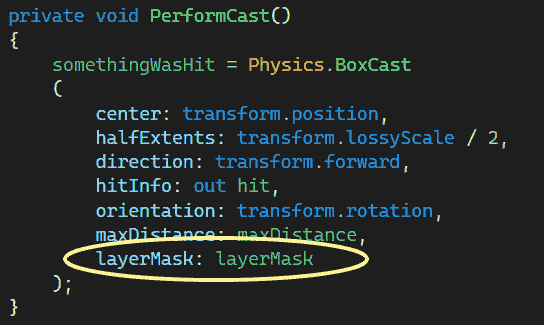 private void PerformCast()
{
    somethingWasHit = Physics.BoxCast
    (
        center: transform.position,
        halfExtents: transform.lossyScale / 2,
        direction: transform.forward,
        hitInfo: out hit,
        orientation: transform.rotation,
        maxDistance: maxDistance,
        layerMask: layerMask
    );
}